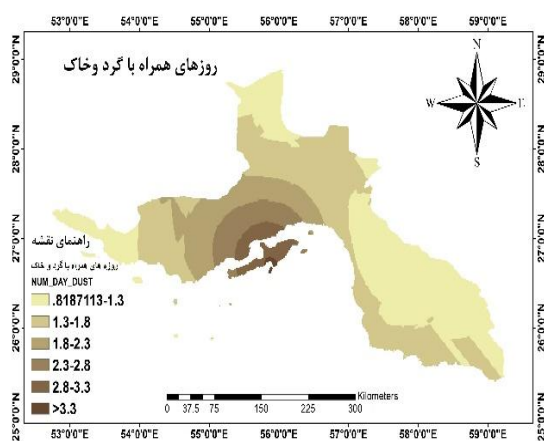 53°0'0"E 54°0'0"E 55°0'0"E 56°0'0"E 57°0'0"E 58°0'0"E 59°0'0"E
روزهای همراه با گرد وخاک
N
W E
S
29°0'0"N
28°0'0"N
27°0'0"N
26°0'0"N
25°0'0"N
29°0'0"N
28°0'0"N
27°0'0"N
26°0'0"N
25°0'0"N
راهنمای نقشه
روزه های همراه با گرد و خاک
NUM_DAY_DUST
.8187113-1.3
1.3-1.8
1.8-2.3
2.3-2.8
2.8-3.3
>3.3
Kilometers
0 37.5 75 150 225 300
53°0'0"E 54°0'0"E 55°0'0"E 56°0'0"E 57°0'0"E 58°0'0"E 59°0'0"E